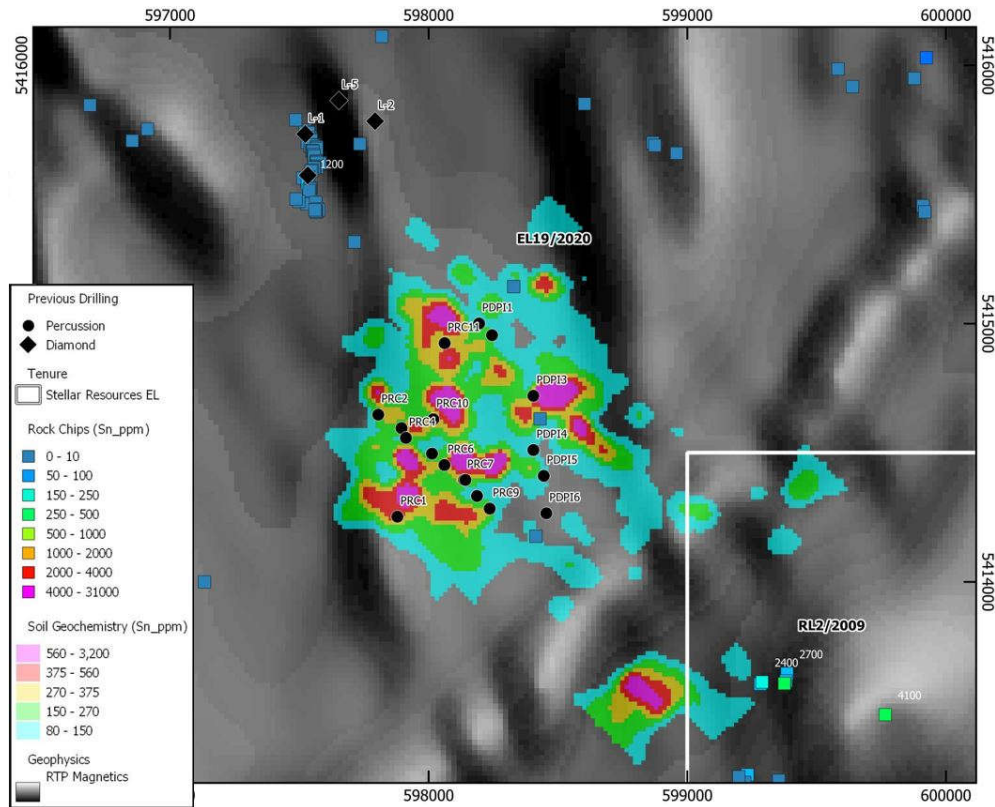 597000
598000
599000
600000
5416000
5416000
L-5
L-2
L-1
1200
EL19/2020
PDPI1
PRC11
5415000
PDPI3
PRC2
PRC10
PRC4
PDPI4
PRC6
PRC7
PDPI5
PRC9
PRC1
PDPI6
5414000
RL2/2009
2700
2400
4100
Previous Drilling
Percussion
Diamond
Tenure
Stellar Resources EL
Rock Chips (Sn_ppm)
0 - 10
50 - 100
150 - 250
250 - 500
500 - 1000
1000 - 2000
2000 - 4000
4000 - 31000
Soil Geochemistry (Sn_ppm)
560 - 3,200
375 - 560
270 - 375
150 - 270
80 - 150
Geophysics
RTP Magnetics
597000
598000
599000
600000